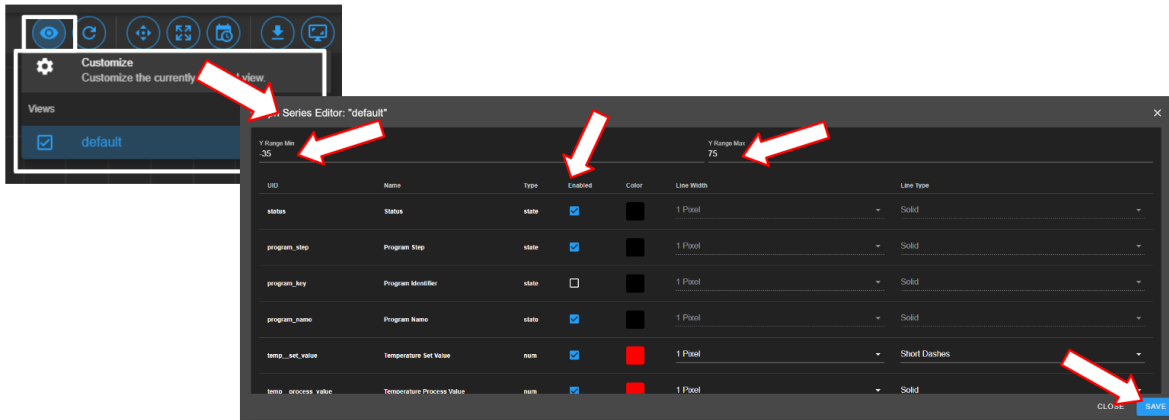 Customize
Customize the currently view.
Views
default
Series Editor: "default"
Y Range Min
-35
Y Range Max
75
UID Name Type Enabled Color Line Width Line Type
status Status state 1 Pixel Solid
program_step Program Step state 1 Pixel Solid
program_key Program Identifier state 1 Pixel Solid
program_name Program Name state 1 Pixel Solid
temp__set_value Temperature Set Value num 1 Pixel Short Dashes
temp__process_value Temperature Process Value num 1 Pixel Solid
CLOSE SAVE